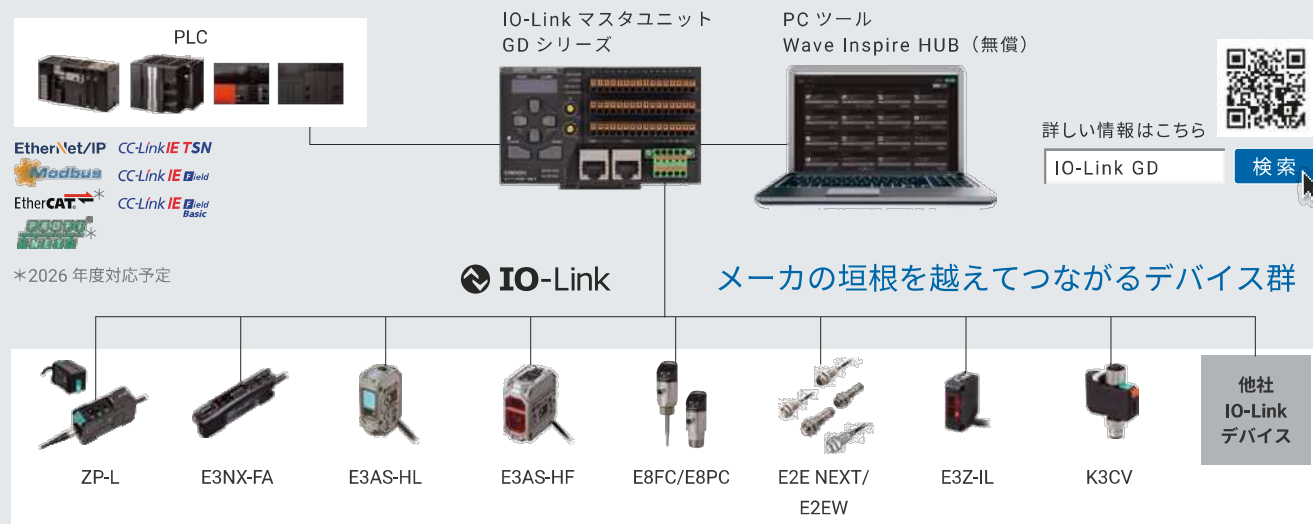 PLC
IO-Link マスタユニット
GD シリーズ
PC ツール
Wave Inspire HUB（無償）
EtherNet/IP
CC-Link IE TSN
Modbus
CC-Link IE Field
EtherCAT *
CC-Link IE Field Basic
*
*2026 年度対応予定
詳しい情報はこちら
IO-Link GD
検索
IO-Link
メーカの垣根を越えてつながるデバイス群
ZP-L
E3NX-FA
E3AS-HL
E3AS-HF
E8FC/E8PC
E2E NEXT/
E2EW
E3Z-IL
K3CV
他社
IO-Link
デバイス